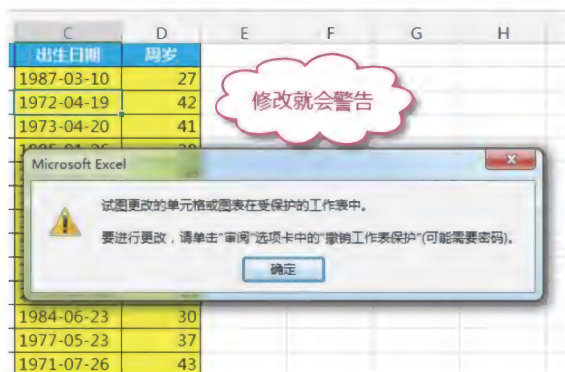 C D E F G H
出生日期 周岁
1987-03-10 27
1972-04-19 42
1973-04-20 41
修改就会警告
Microsoft Excel
试图更改的单元格或图表在受保护的工作表中。
要进行更改，请单击“审阅”选项卡中的“撤销工作表保护”(可能需要密码)。
确定
1984-06-23 30
1977-05-23 37
1971-07-26 43